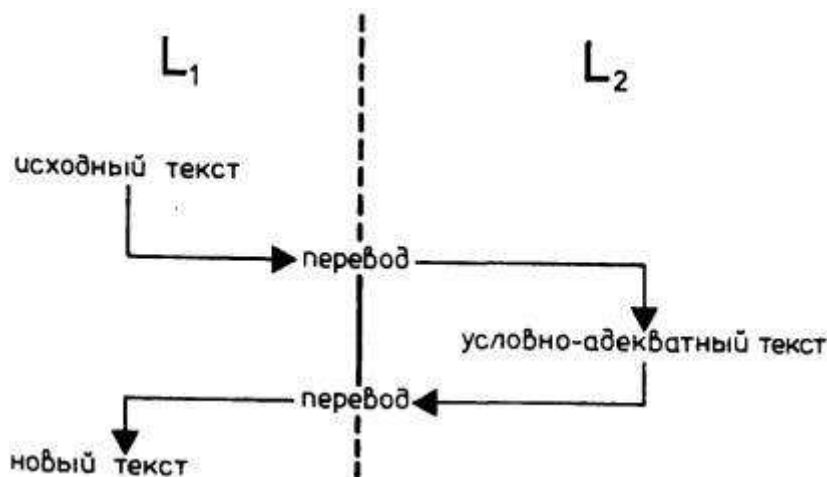 L₁ L₂
исходный текст
перевод
условно-адекватный текст
перевод
новый текст